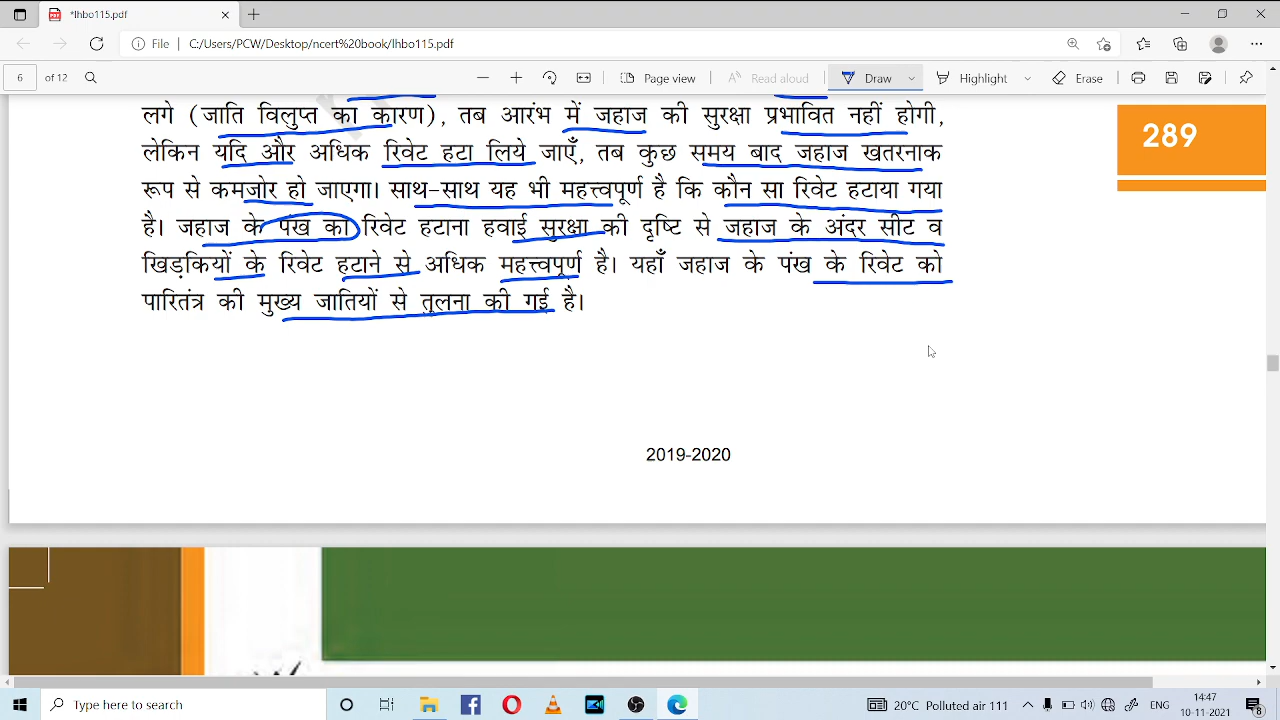 *lhbo115.pdf
File
C:/Users/PCW/Desktop/ncert%20book/lhbo115.pdf
6 of 12
Page view
Read aloud
Draw
Highlight
Erase
लगे (जाति विलुप्त का कारण), तब आरंभ में जहाज की सुरक्षा प्रभावित नहीं होगी,
लेकिन यदि और अधिक रिवेट हटा लिये जाएँ, तब कुछ समय बाद जहाज खतरनाक
रूप से कमजोर हो जाएगा। साथ-साथ यह भी महत्त्वपूर्ण है कि कौन सा रिवेट हटाया गया
है। जहाज के पंख का रिवेट हटाना हवाई सुरक्षा की दृष्टि से जहाज के अंदर सीट व
खिड़कियों के रिवेट हटाने से अधिक महत्त्वपूर्ण है। यहाँ जहाज के पंख के रिवेट को
पारितंत्र की मुख्य जातियों से तुलना की गई है।
289
2019-2020
Type here to search
20°C Polluted air 111
ENG
14:47
10-11-2021
8